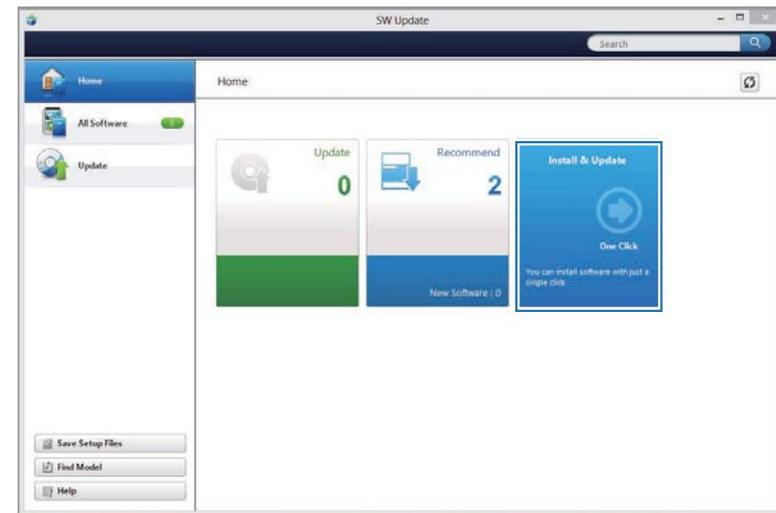 SW Update
Search
Home
Home
All Software
Update
Update
0
Recommend
2
New Software : 0
Install & Update
One Click
You can install software with just a
single click
Save Setup Files
Find Model
Help